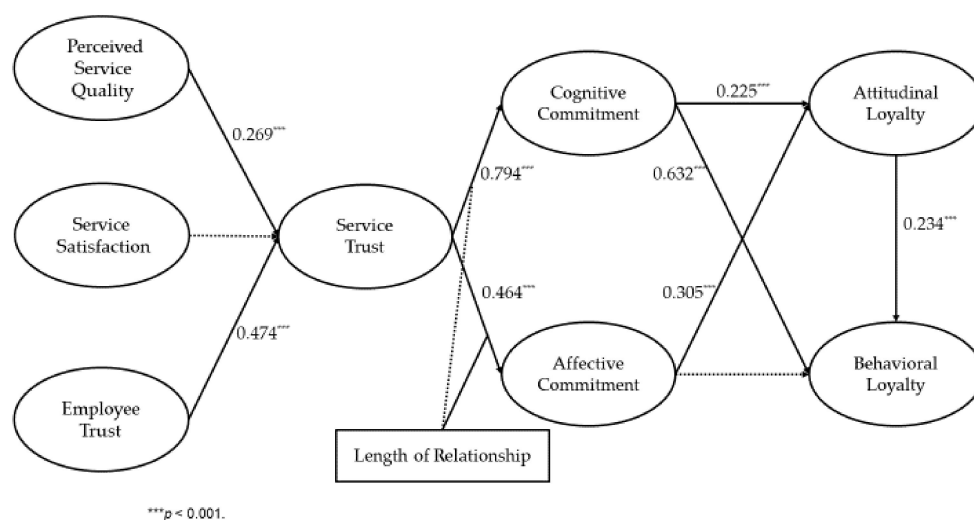 Perceived
Service
Quality
Service
Satisfaction
Employee
Trust
0.269***
0.474***
Service
Trust
0.794***
0.464***
Length of Relationship
Cognitive
Commitment
Affective
Commitment
0.225***
0.632***
0.305***
Attitudinal
Loyalty
0.234***
Behavioral
Loyalty
***p < 0.001.